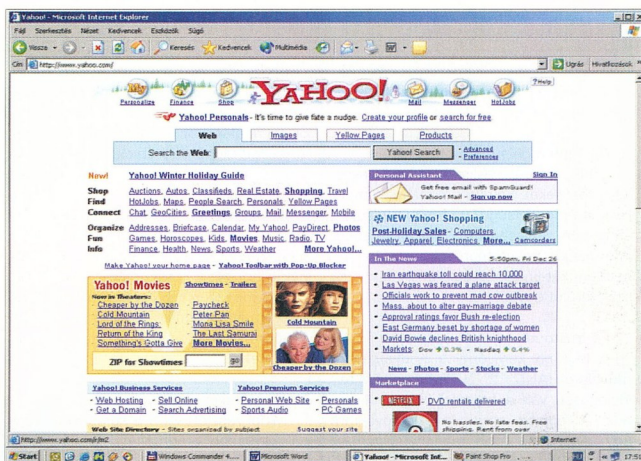 Yahoo! - Microsoft Internet Explorer
Fájl Szerkesztés Nézet Kedvencek Eszközök Súgó
Vissza Keresés Kedvencek Multimédia
Cím http://www.yahoo.com/ Ugrás Hivatkozások
YAHOO!
Personalize Finance Shop Mail Messenger HotJobs Help
Yahoo! Personals - It's time to give fate a nudge. Create your profile or search for free.
Web Images Yellow Pages Products
Search the Web: Yahoo! Search · Advanced
· Preferences
New! Yahoo! Winter Holiday Guide
Shop Auctions, Autos, Classifieds, Real Estate, Shopping, Travel
Find HotJobs, Maps, People Search, Personals, Yellow Pages
Connect Chat, GeoCities, Greetings, Groups, Mail, Messenger, Mobile
Organize Addresses, Briefcase, Calendar, My Yahoo!, PayDirect, Photos
Fun Games, Horoscopes, Kids, Movies, Music, Radio, TV
Info Finance, Health, News, Sports, Weather More Yahoo!...
Make Yahoo! your home page - Yahoo! Toolbar with Pop-Up Blocker
Yahoo! Movies Showtimes - Trailers
Now in Theaters:
· Cheaper by the Dozen · Paycheck
· Cold Mountain · Peter Pan
· Lord of the Rings: · Mona Lisa Smile
Return of the King · The Last Samurai
· Something's Gotta Give · More Movies...
ZIP for Showtimes go
Cold Mountain
Cheaper by the Dozen
Yahoo! Business Services Yahoo! Premium Services
· Web Hosting · Sell Online · Personal Web Site · Personals
· Get a Domain · Search Advertising · Sports Audio · PC Games
Web Site Directory - Sites organized by subject Suggest your site
Personal Assistant Sign In
Get free email with SpamGuard!
Yahoo! Mail - Sign up now
NEW Yahoo! Shopping
Post-Holiday Sales - Computers,
Jewelry, Apparel, Electronics, More... Camcorders
In The News 5:50pm, Fri Dec 26
· Iran earthquake toll could reach 10,000
· Las Vegas was feared a plane attack target
· Officials work to prevent mad cow outbreak
· Mass. about to alter gay-marriage debate
· Approval ratings favor Bush re-election
· East Germany beset by shortage of women
· David Bowie declines British knighthood
· Markets: Dow 0.3% - Nasdaq 0.4%
News - Photos - Sports - Stocks - Weather
Marketplace
NETFLIX - DVD rentals delivered
No hassles. No late fees. Free
shipping. Rent from over
http://www.yahoo.com/r/m2 Internet
Start Windows Commander 4.... Microsoft Word Yahoo! - Microsoft Int... Paint Shop Pro HU